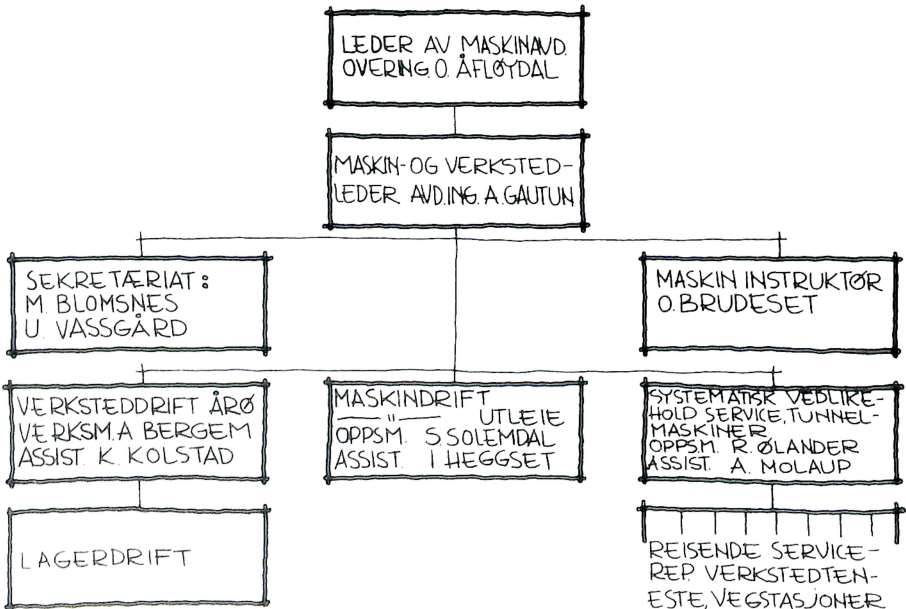 LEDER AV MASKINAVD.
OVERING. O. ÅFLØYDAL
MASKIN- OG VERKSTED-
LEDER AVD.ING. A. GAUTUN
SEKRETÆRIAT:
M. BLOMSNES
U. VASSGÅRD
MASKIN INSTRUKTØR
O. BRUDESET
VERKSTEDDRIFT ÅRØ
VERKSM. A BERGEM
ASSIST. K. KOLSTAD
MASKINDRIFT
—— " —— UTLEIE
OPPSM. S SOLEMDAL
ASSIST. I. HEGGSET
SYSTEMATISK VEDLIKE-
HOLD SERVICE, TUNNEL-
MASKINER
OPPSM. R. ØLANDER
ASSIST. A. MOLAUP
LAGERDRIFT
REISENDE SERVICE-
REP. VERKSTEDTEN-
ESTE, VEGSTASJONER